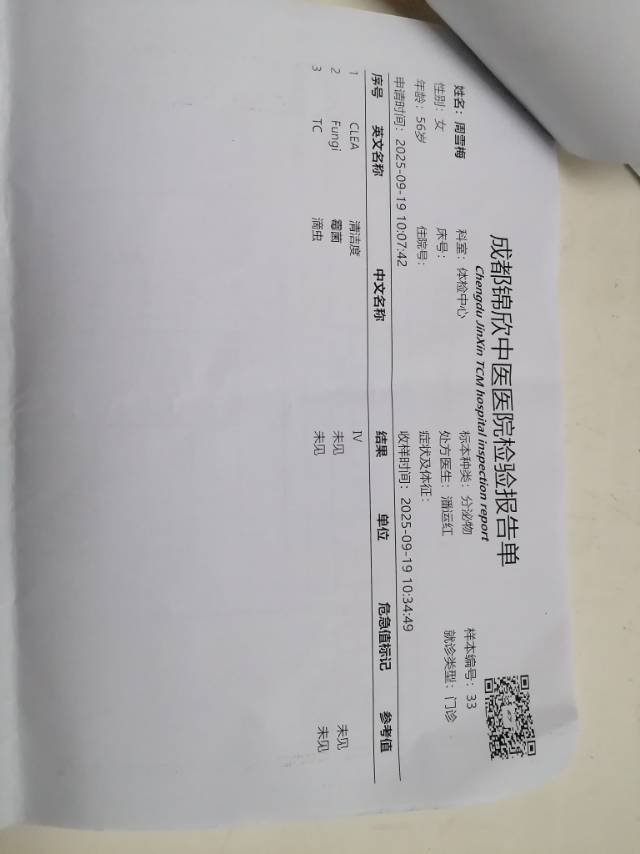 成都锦欣中医医院检验报告单
Chengdu JinXin TCM hospital inspection report
姓名：周雪梅 科室：体检中心 标本种类：分泌物 样本编号：33
性别：女 床号： 处方医生：潘运红 就诊类型：门诊
年龄：56岁 住院号： 症状及体征：
申请时间：2025-09-19 10:07:42 收样时间：2025-09-19 10:34:49
序号 英文名称 中文名称 结果 单位 危急值标记 参考值
1 CLEA 清洁度 IV
2 Fungi 霉菌 未见 未见
3 TC 滴虫 未见 未见